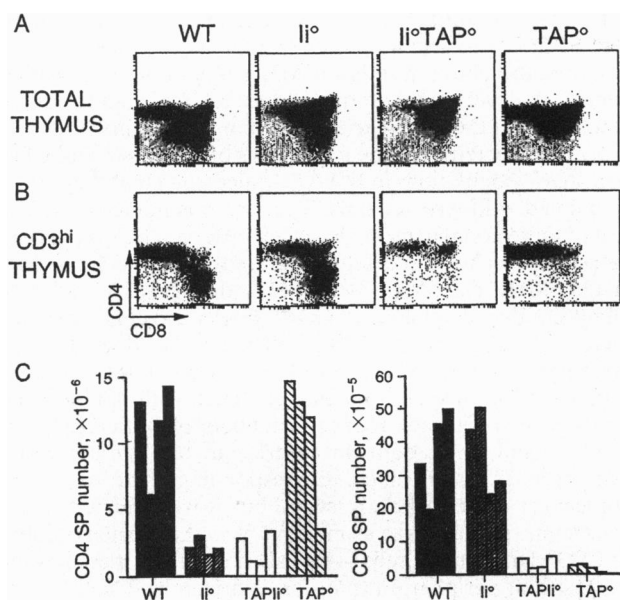 A
WT Ii° Ii°TAP° TAP°
TOTAL
THYMUS
B
CD3hi
THYMUS
CD4
CD8
C
CD4 SP number, ×10⁻⁶
15
10
5
0
WT Ii° TAPIi° TAP°
CD8 SP number, ×10⁻⁵
60
50
40
30
20
10
0
WT Ii° TAPIi° TAP°